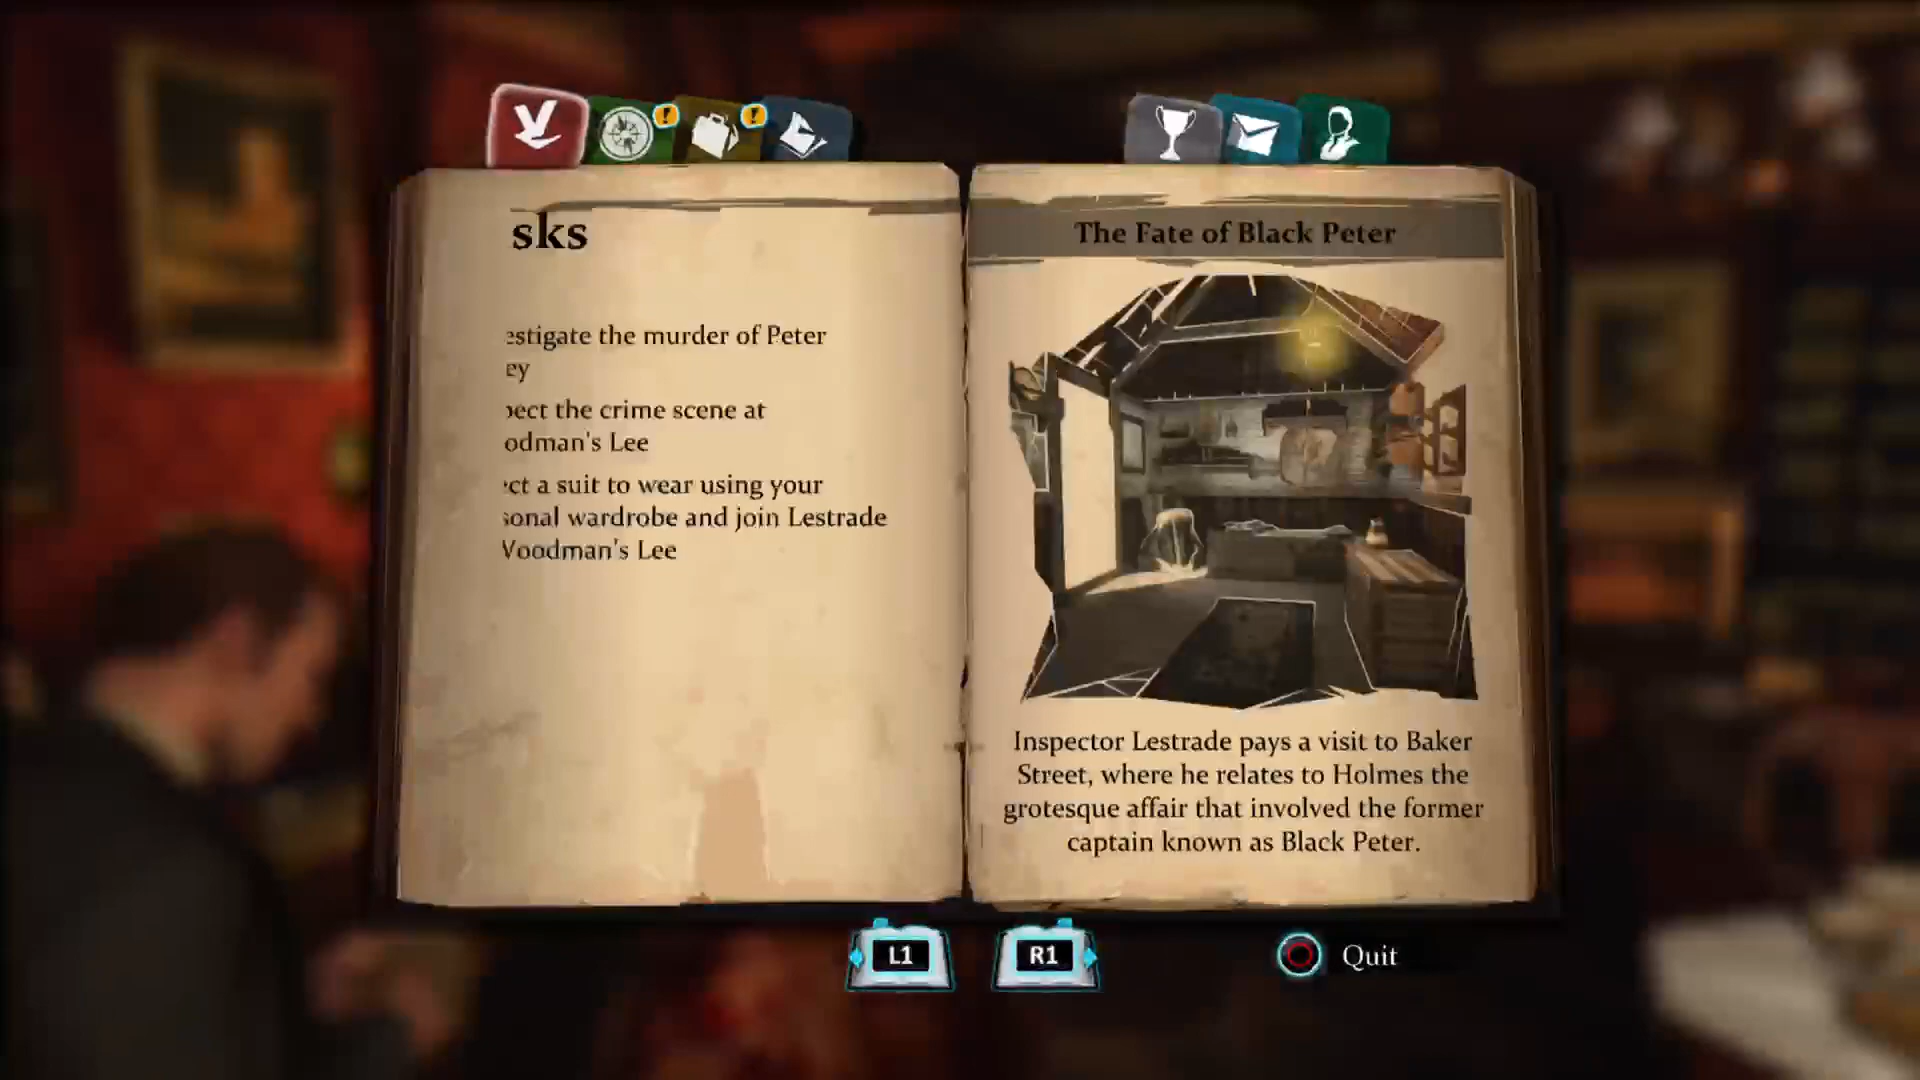 sks
The Fate of Black Peter
estigate the murder of Peter
ey
pect the crime scene at
odman's Lee
ect a suit to wear using your
sonal wardrobe and join Lestrade
Woodman's Lee
Inspector Lestrade pays a visit to Baker
Street, where he relates to Holmes the
grotesque affair that involved the former
captain known as Black Peter.
L1
R1
Quit